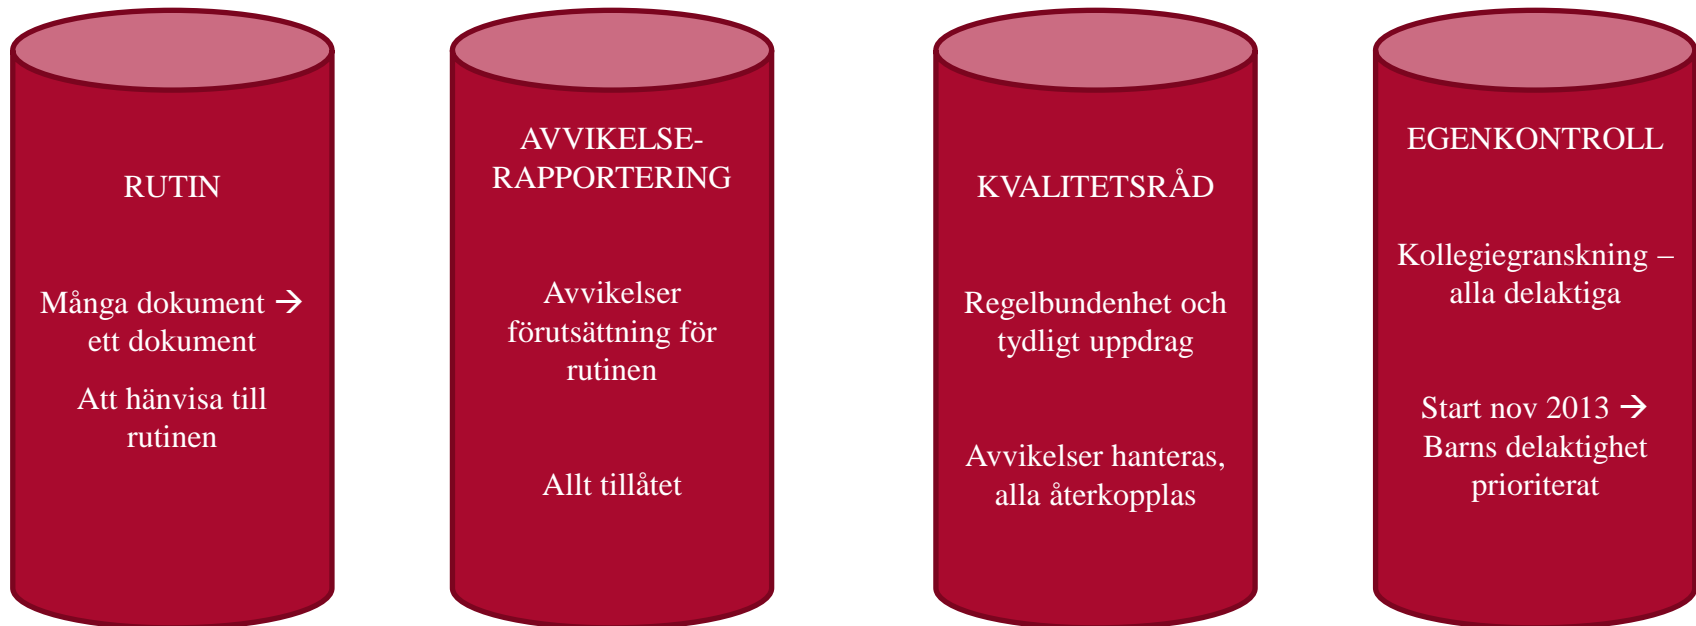 RUTIN
Många dokument →
ett dokument
Att hänvisa till
rutinen
AVVIKELSE-
RAPPORTERING
Avvikelser
förutsättning för
rutinen
Allt tillåtet
KVALITETSRÅD
Regelbundenhet och
tydligt uppdrag
Avvikelser hanteras,
alla återkopplas
EGENKONTROLL
Kollegiegranskning –
alla delaktiga
Start nov 2013 →
Barns delaktighet
prioriterat